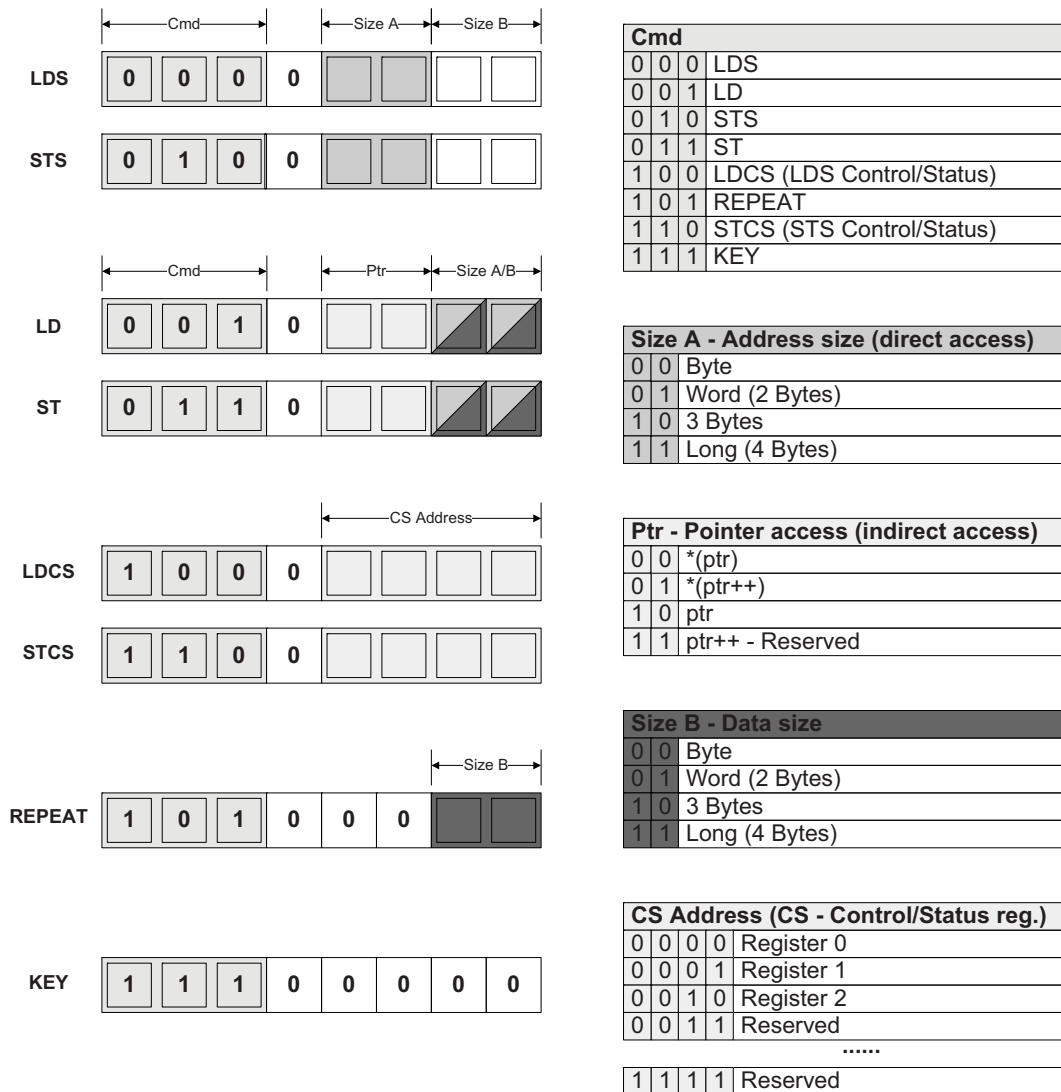 Cmd Size A Size B
LDS 0 0 0 0
STS 0 1 0 0
Cmd Ptr Size A/B
LD 0 0 1 0
ST 0 1 1 0
CS Address
LDCS 1 0 0 0
STCS 1 1 0 0
Size B
REPEAT 1 0 1 0 0 0
KEY 1 1 1 0 0 0 0 0
Cmd
0 0 0 LDS
0 0 1 LD
0 1 0 STS
0 1 1 ST
1 0 0 LDCS (LDS Control/Status)
1 0 1 REPEAT
1 1 0 STCS (STS Control/Status)
1 1 1 KEY
Size A - Address size (direct access)
0 0 Byte
0 1 Word (2 Bytes)
1 0 3 Bytes
1 1 Long (4 Bytes)
Ptr - Pointer access (indirect access)
0 0 *(ptr)
0 1 *(ptr++)
1 0 ptr
1 1 ptr++ - Reserved
Size B - Data size
0 0 Byte
0 1 Word (2 Bytes)
1 0 3 Bytes
1 1 Long (4 Bytes)
CS Address (CS - Control/Status reg.)
0 0 0 0 Register 0
0 0 0 1 Register 1
0 0 1 0 Register 2
0 0 1 1 Reserved
......
1 1 1 1 Reserved